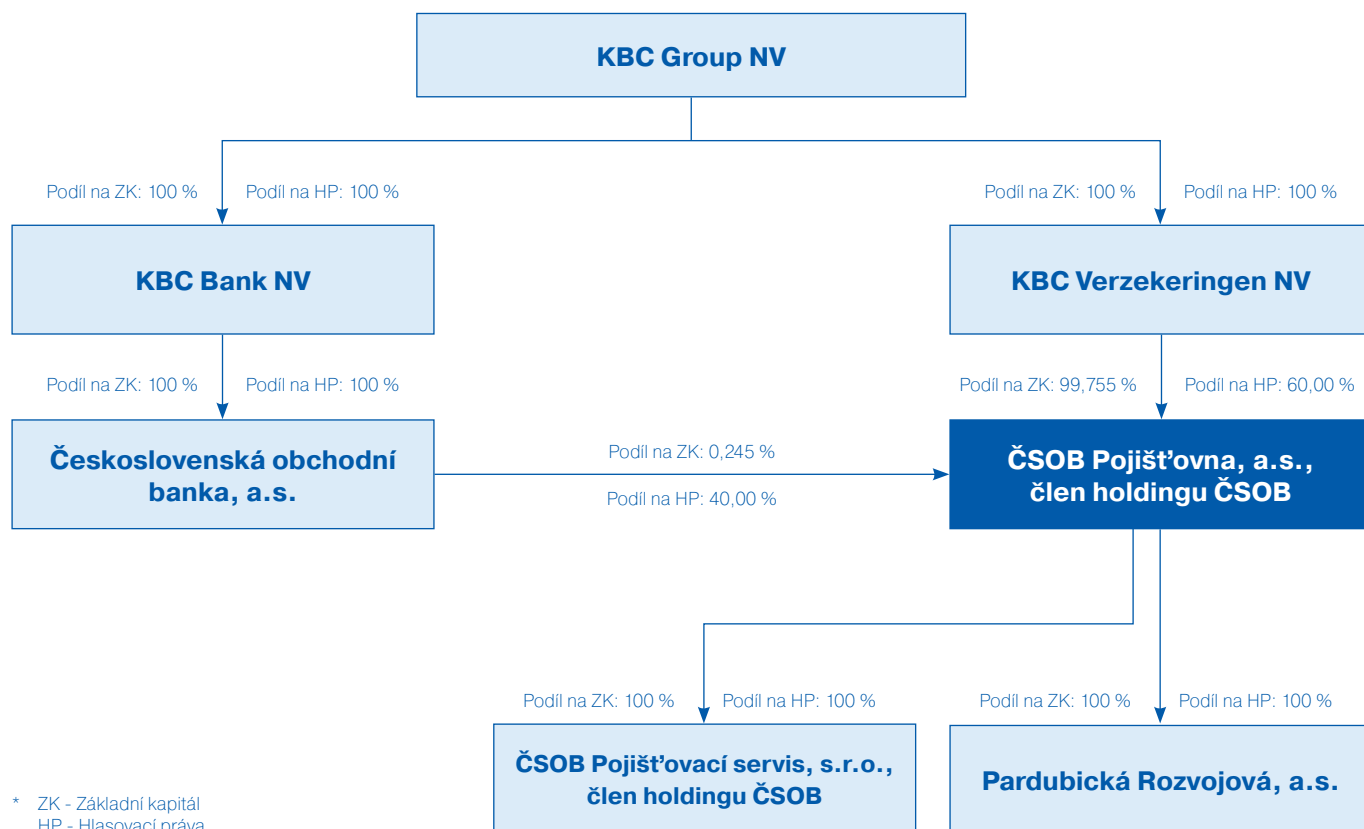 KBC Group NV
Podíl na ZK: 100 % Podíl na HP: 100 %
Podíl na ZK: 100 % Podíl na HP: 100 %
KBC Bank NV
KBC Verzekeringen NV
Podíl na ZK: 100 % Podíl na HP: 100 %
Podíl na ZK: 99,755 % Podíl na HP: 60,00 %
Československá obchodní
banka, a.s.
Podíl na ZK: 0,245 %
Podíl na HP: 40,00 %
ČSOB Pojišťovna, a.s.,
člen holdingu ČSOB
Podíl na ZK: 100 % Podíl na HP: 100 %
Podíl na ZK: 100 % Podíl na HP: 100 %
ČSOB Pojišťovací servis, s.r.o.,
člen holdingu ČSOB
Pardubická Rozvojová, a.s.
* ZK - Základní kapitál
HP - Hlasovací práva